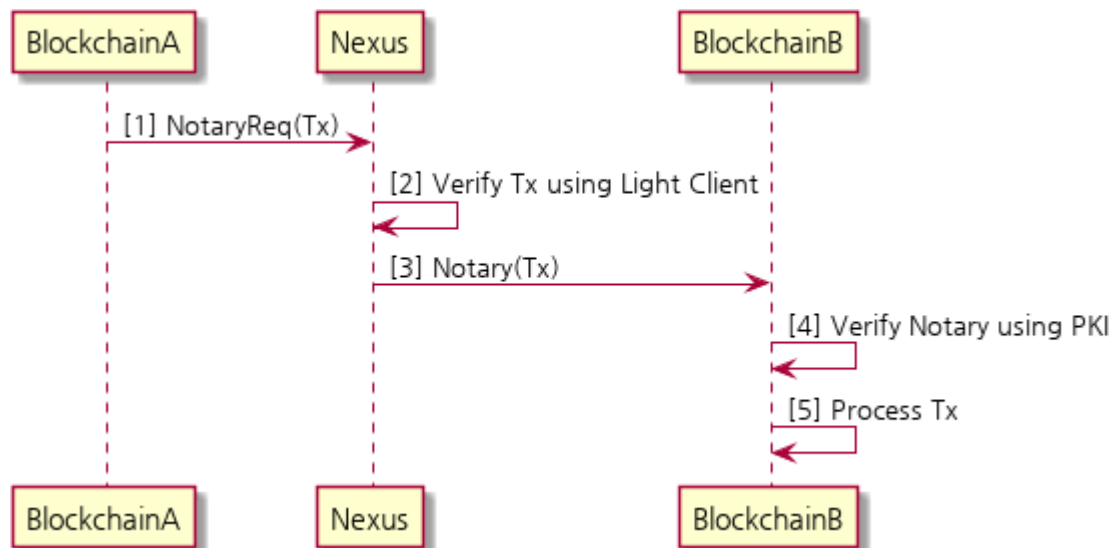 BlockchainA
Nexus
BlockchainB
[1] NotaryReq(Tx)
[2] Verify Tx using Light Client
[3] Notary(Tx)
[4] Verify Notary using PKI
[5] Process Tx
BlockchainA
Nexus
BlockchainB